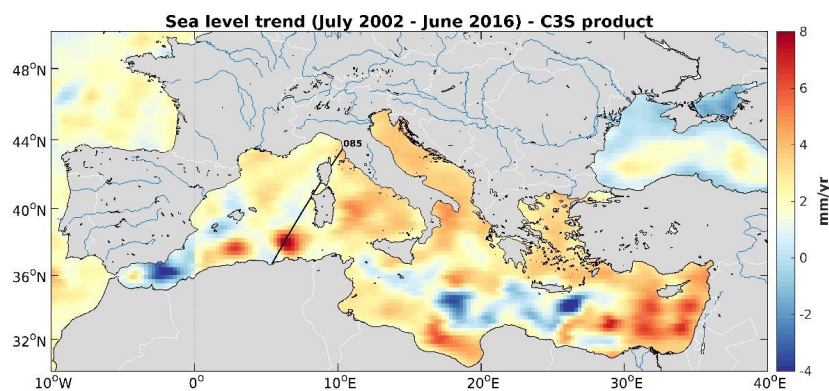 Sea level trend (July 2002 - June 2016) - C3S product
48°N
44°N
40°N
36°N
32°N
10°W
0°
10°E
20°E
30°E
40°E
085
8
6
4
2
0
-2
-4
mm/yr